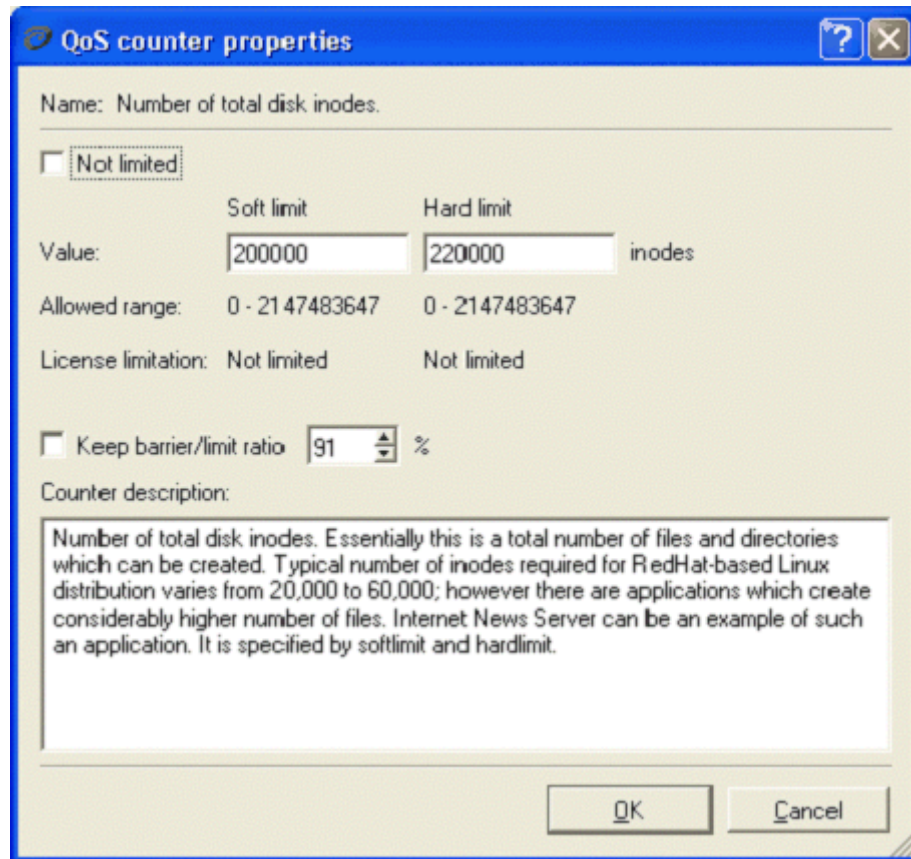 QoS counter properties
Name: Number of total disk inodes.
Not limited
Soft limit Hard limit
Value: 200000 220000 inodes
Allowed range: 0 - 2147483647 0 - 2147483647
License limitation: Not limited Not limited
Keep barrier/limit ratio 91 %
Counter description:
Number of total disk inodes. Essentially this is a total number of files and directories
which can be created. Typical number of inodes required for RedHat-based Linux
distribution varies from 20,000 to 60,000; however there are applications which create
considerably higher number of files. Internet News Server can be an example of such
an application. It is specified by softlimit and hardlimit.
OK Cancel